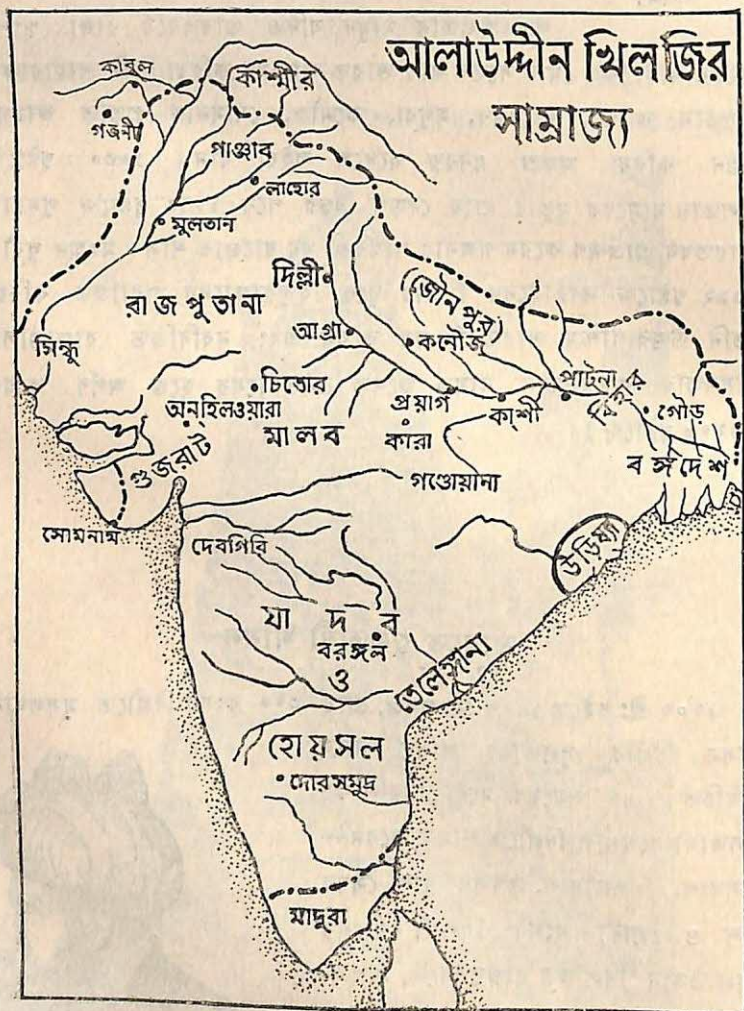 আলাউদ্দীন খিলজির
সাম্রাজ্য
কাবুল
কাশ্মীর
গজনী
পাঞ্জাব
লাহোর
মুলতান
দিল্লী
(জৌনপুর)
রাজপুতানা
আগ্রা
কনৌজ
সিন্ধু
চিতোর
পাটনা
বিহার
অন্‌হিলওয়ারা
প্রয়াগ
কাশী
গৌড়
মালব
কারা
গুজরাট
বঙ্গদেশ
গণ্ডোয়ানা
সোমনাথ
দেবগিরি
উড়িষ্যা
যাদব
বরঙ্গল
ও
তেলেঙ্গানা
হোয়সল
দোরসমুদ্র
মাদুরা